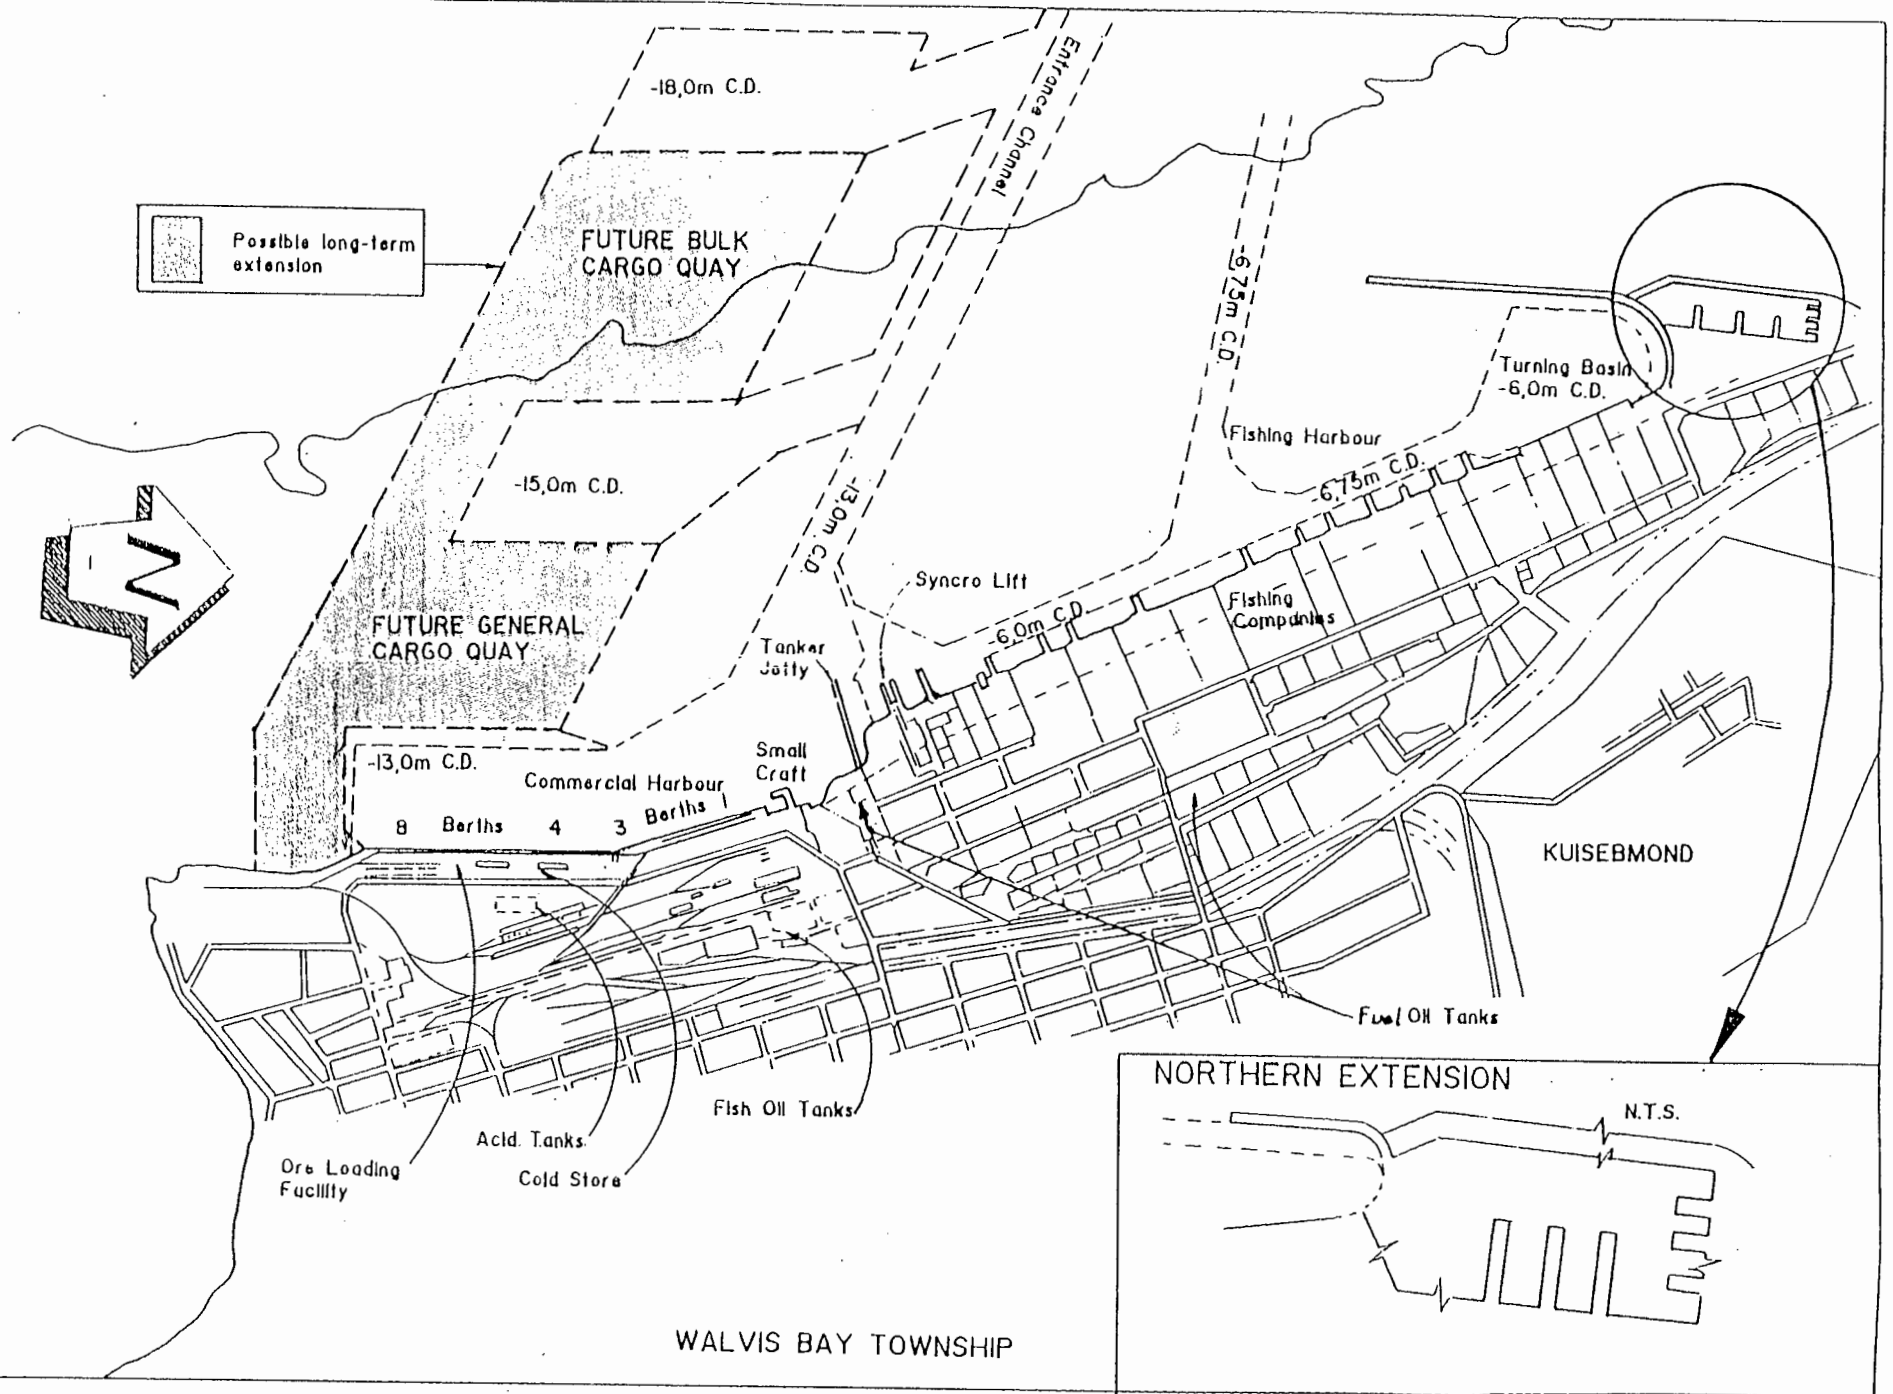 -18,0m C.D.
Entrance Channel
Possible long-term
extension
FUTURE BULK
CARGO QUAY
-6,75m C.D.
Turning Basin
-6,0m C.D.
Fishing Harbour
6,75m C.D.
-15,0m C.D.
-13,0m. C.D.
N
Syncro Lift
-6,0m C.D.
Fishing
Companies
FUTURE GENERAL
CARGO QUAY
Tanker
Jetty
-13,0m C.D.
Small
Craft
Commercial Harbour
8 Berths 4 3 Berths 1
KUISEBMOND
Fuel Oil Tanks
NORTHERN EXTENSION
N.T.S.
Fish Oil Tanks
Acid. Tanks
Cold Store
Ore Loading
Facility
WALVIS BAY TOWNSHIP